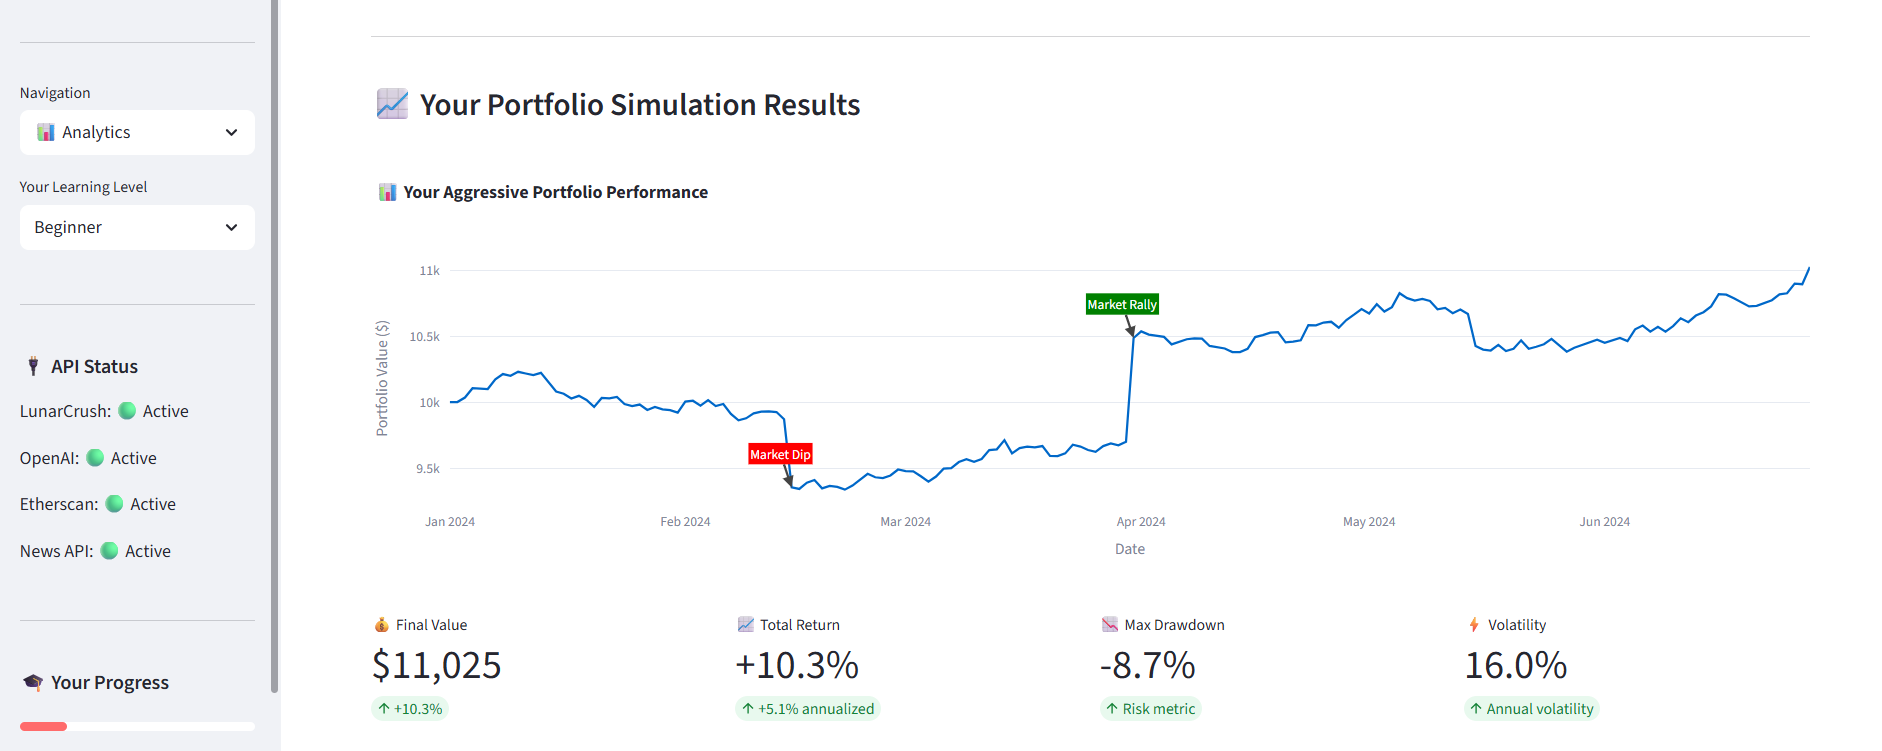 Navigation
Analytics
Your Learning Level
Beginner
API Status
LunarCrush: Active
OpenAI: Active
Etherscan: Active
News API: Active
Your Progress
Your Portfolio Simulation Results
Your Aggressive Portfolio Performance
Portfolio Value ($)
11k
10.5k
10k
9.5k
Market Rally
Market Dip
Jan 2024
Feb 2024
Mar 2024
Apr 2024
May 2024
Jun 2024
Date
Final Value
$11,025
+10.3%
Total Return
+10.3%
+5.1% annualized
Max Drawdown
-8.7%
Risk metric
Volatility
16.0%
Annual volatility